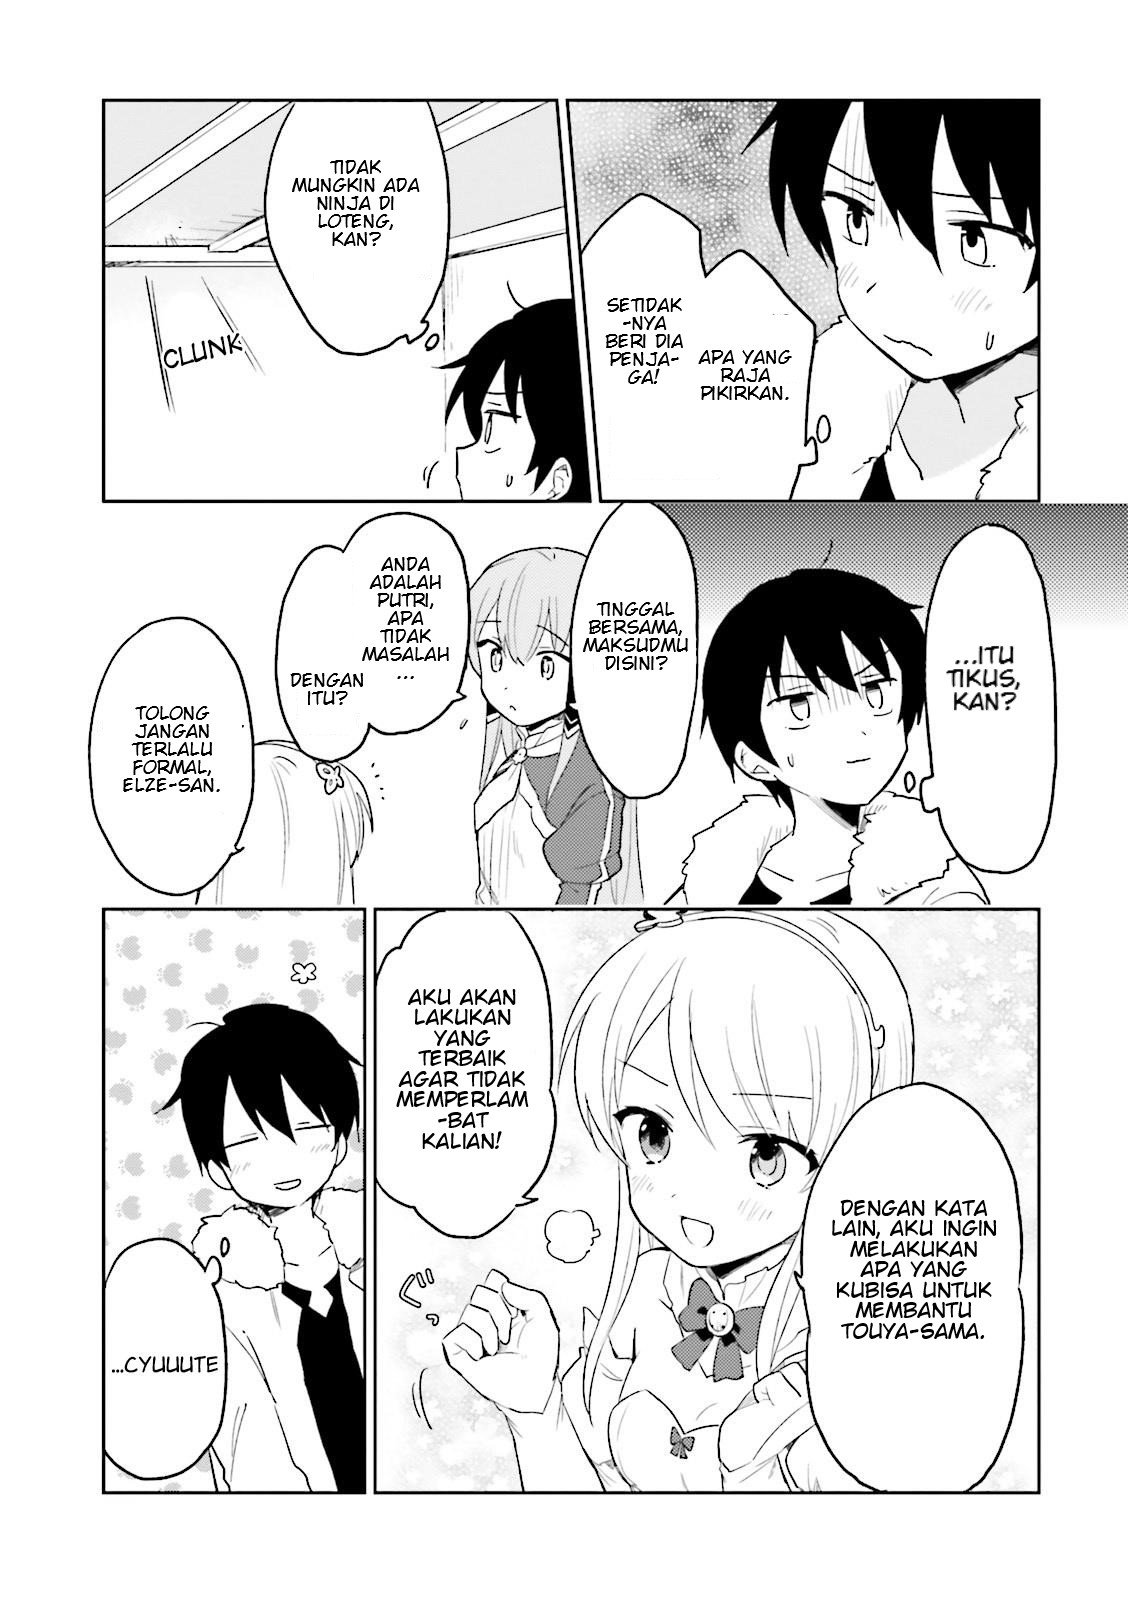 APA YANG
RAJA
PIKIRKAN.
SETIDAK
-NYA
BERI DIA
PENJA-
GA!
TIDAK
MUNGKIN ADA
NINJA DI
LOTENG,
KAN?
CLUNK
...ITU
TIKUS,
KAN?
TINGGAL
BERSAMA,
MAKSUDMU
DISINI?
ANDA
ADALAH
PUTRI,
APA
TIDAK
MASALAH
...
DENGAN
ITU?
TOLONG
JANGAN
TERLALU
FORMAL,
ELZE-SAN.
DENGAN KATA
LAIN, AKU INGIN
MELAKUKAN
APA YANG
KUBISA UNTUK
MEMBANTU
TOUYA-SAMA.
AKU AKAN
LAKUKAN
YANG
TERBAIK
AGAR TIDAK
MEMPERLAM
-BAT
KALIAN!
...CYUUUTE